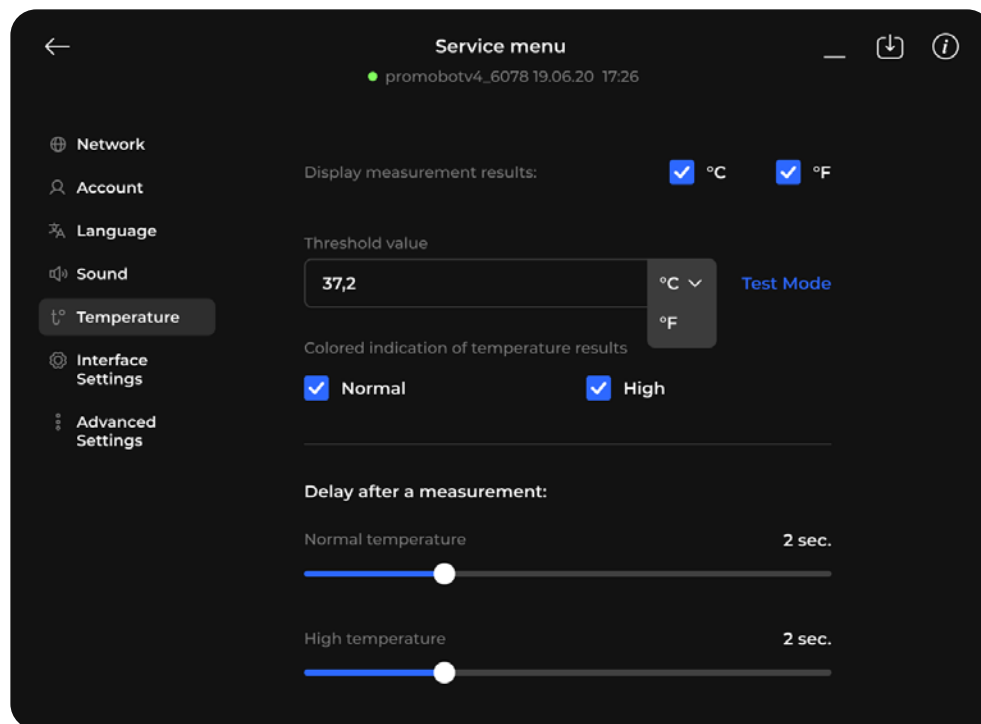 Service menu
promobotv4_6078 19.06.20 17:26
Network
Account
Language
Sound
t° Temperature
Interface
Settings
Advanced
Settings
Display measurement results: °C °F
Threshold value
37,2 °C Test Mode
°F
Colored indication of temperature results
Normal High
Delay after a measurement:
Normal temperature 2 sec.
High temperature 2 sec.